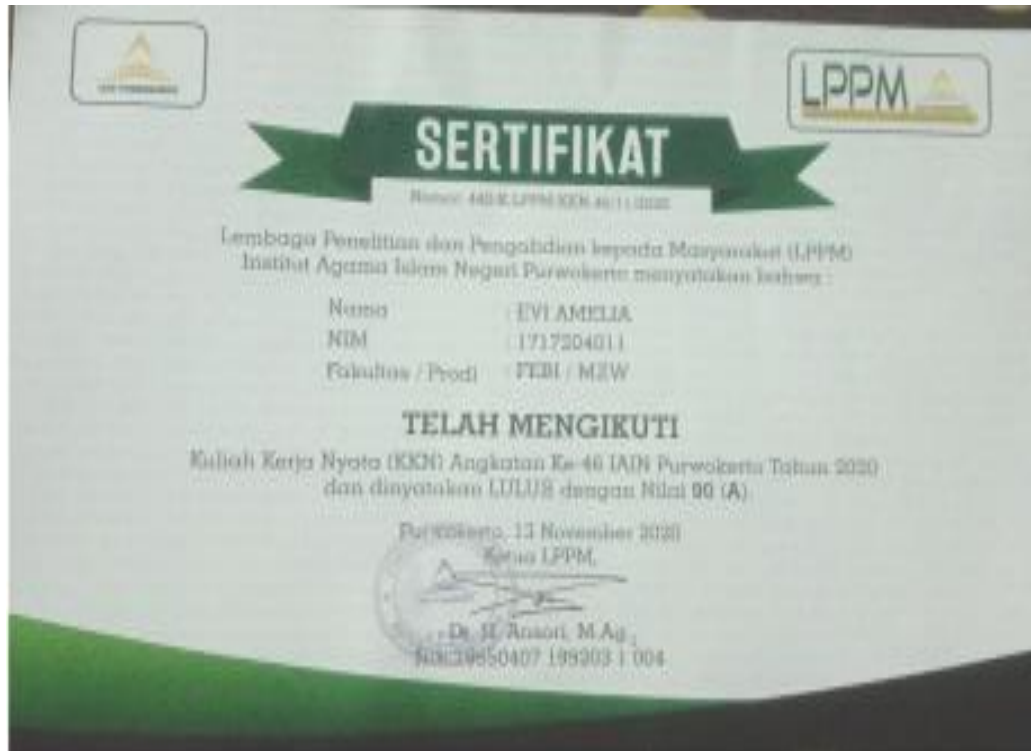 LPPM
SERTIFIKAT
Lembaga Penelitian dan Pengabdian kepada Masyarakat (LPPM)
Institut Agama Islam Negeri Purwokerto menyatakan bahwa :
Nama : EVI AMELIA
NIM : 1717204011
Fakultas / Prodi : FEBI / MZW
TELAH MENGIKUTI
Kuliah Kerja Nyata (KKN) Angkatan Ke-46 IAIN Purwokerto Tahun 2020
dan dinyatakan LULUS dengan Nilai 90 (A).
Purwokerto, 13 November 2020
Ketua LPPM,
Dr. H. Ansori, M.Ag
19650407 199203 1 004